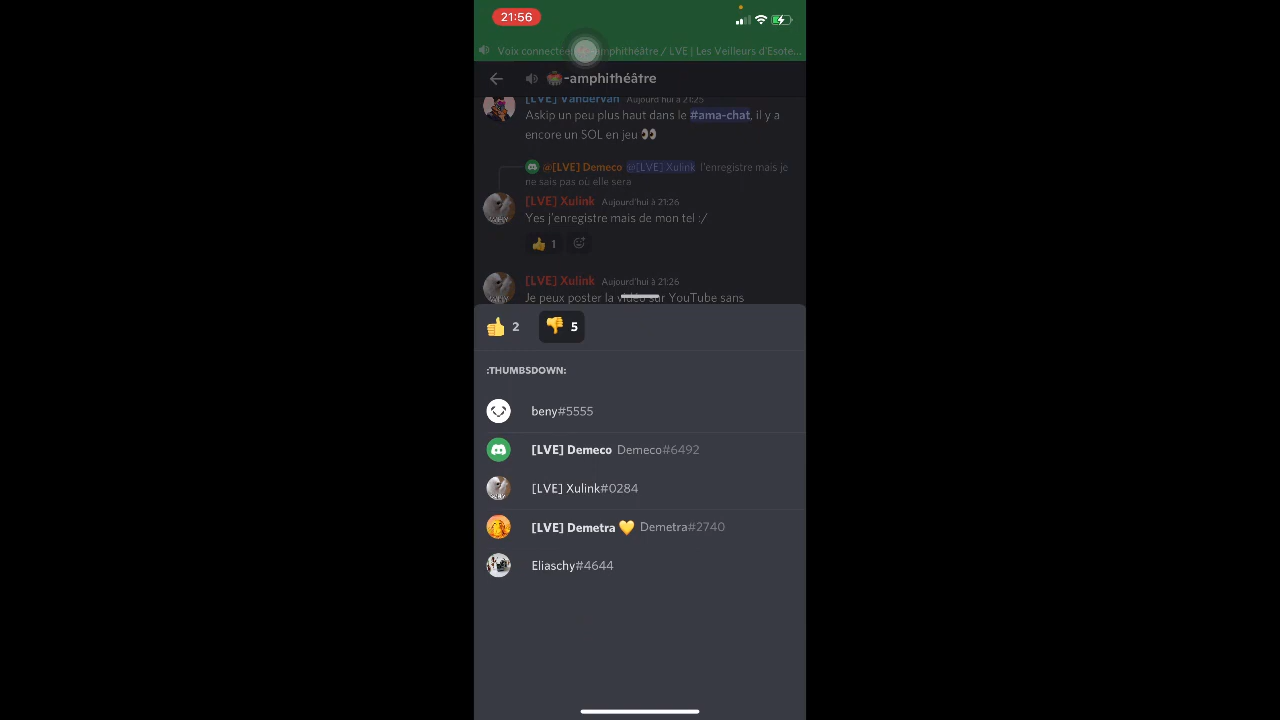 21:56
Voix connectée -amphithéâtre / LVE | Les Veilleurs d'Esote...
-amphithéâtre
[LVE] Vandervan Aujourd'hui à 21:25
Askip un peu plus haut dans le #ama-chat, il y a
encore un SOL en jeu 👀
@[LVE] Demeco @[LVE] Xulink l'enregistre mais je
ne sais pas où elle sera
[LVE] Xulink Aujourd'hui à 21:26
Yes j'enregistre mais de mon tel :/
👍 1
[LVE] Xulink Aujourd'hui à 21:26
Je peux poster la vidéo sur YouTube sans
👍 2 👎 5
:THUMBSDOWN:
beny#5555
[LVE] Demeco Demeco#6492
[LVE] Xulink#0284
[LVE] Demetra 💛 Demetra#2740
Eliaschy#4644